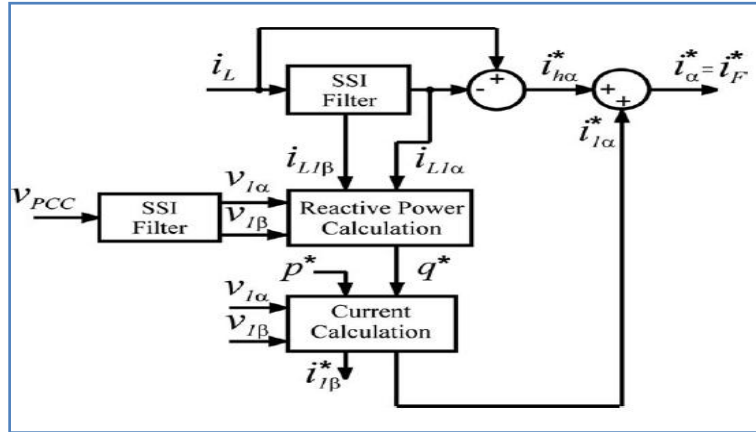 i_L
SSI
Filter
+
-
i*_hα
+
+
i*_α = i*_F
i*_1α
i_L1β
i_L1α
v_PCC
SSI
Filter
v_1α
v_1β
Reactive Power
Calculation
p*
q*
v_1α
v_1β
Current
Calculation
i*_1β